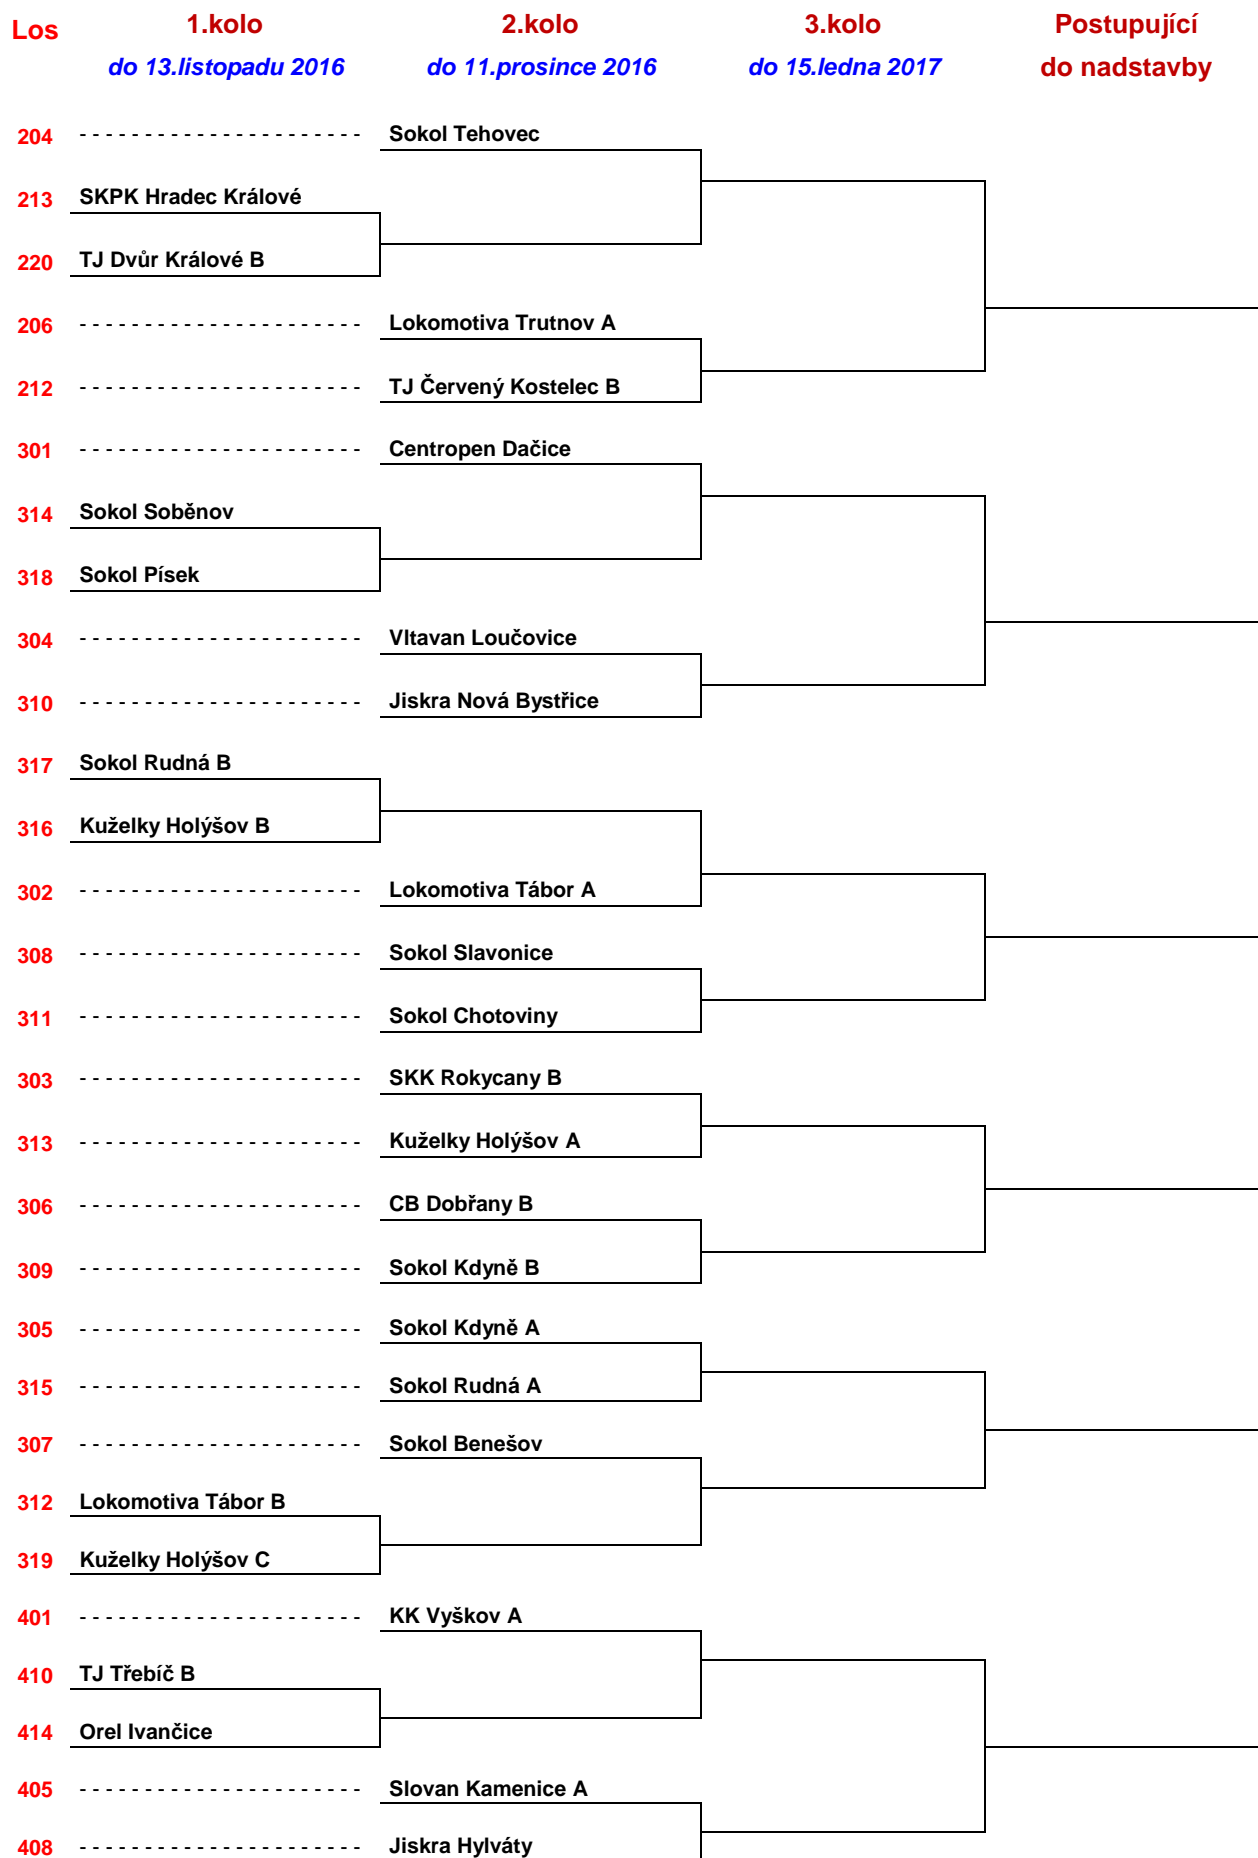 Los 1.kolo 2.kolo 3.kolo Postupující
do 13.listopadu 2016 do 11.prosince 2016 do 15.ledna 2017 do nadstavby
204 - - - - - - - - - - - - - - - - - - - - - - Sokol Tehovec
213 SKPK Hradec Králové
220 TJ Dvůr Králové B
206 - - - - - - - - - - - - - - - - - - - - - - Lokomotiva Trutnov A
212 - - - - - - - - - - - - - - - - - - - - - - TJ Červený Kostelec B
301 - - - - - - - - - - - - - - - - - - - - - - Centropen Dačice
314 Sokol Soběnov
318 Sokol Písek
304 - - - - - - - - - - - - - - - - - - - - - - Vltavan Loučovice
310 - - - - - - - - - - - - - - - - - - - - - - Jiskra Nová Bystřice
317 Sokol Rudná B
316 Kuželky Holýšov B
302 - - - - - - - - - - - - - - - - - - - - - - Lokomotiva Tábor A
308 - - - - - - - - - - - - - - - - - - - - - - Sokol Slavonice
311 - - - - - - - - - - - - - - - - - - - - - - Sokol Chotoviny
303 - - - - - - - - - - - - - - - - - - - - - - SKK Rokycany B
313 - - - - - - - - - - - - - - - - - - - - - - Kuželky Holýšov A
306 - - - - - - - - - - - - - - - - - - - - - - CB Dobřany B
309 - - - - - - - - - - - - - - - - - - - - - - Sokol Kdyně B
305 - - - - - - - - - - - - - - - - - - - - - - Sokol Kdyně A
315 - - - - - - - - - - - - - - - - - - - - - - Sokol Rudná A
307 - - - - - - - - - - - - - - - - - - - - - - Sokol Benešov
312 Lokomotiva Tábor B
319 Kuželky Holýšov C
401 - - - - - - - - - - - - - - - - - - - - - - KK Vyškov A
410 TJ Třebíč B
414 Orel Ivančice
405 - - - - - - - - - - - - - - - - - - - - - - Slovan Kamenice A
408 - - - - - - - - - - - - - - - - - - - - - - Jiskra Hylváty